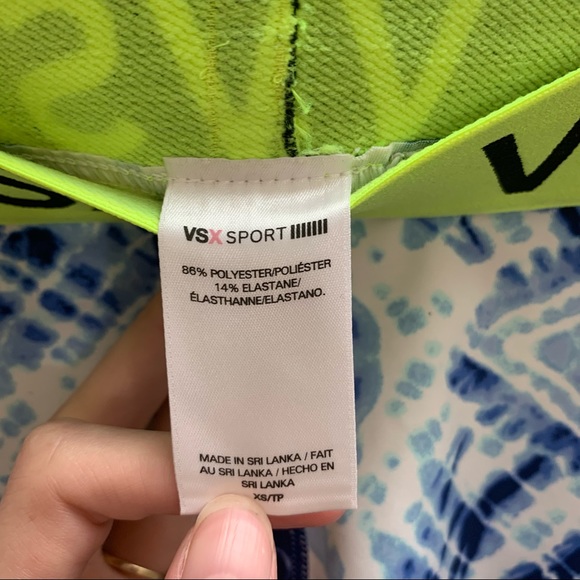 VSX SPORT
86% POLYESTER/POLIÉSTER
14% ELASTANE/
ÉLASTHANNE/ELASTANO.
MADE IN SRI LANKA / FAIT
AU SRI LANKA / HECHO EN
SRI LANKA
XS/TP